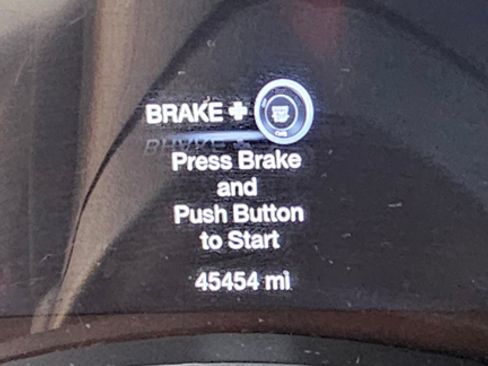 BRAKE +
Press Brake
and
Push Button
to Start
45454 mi